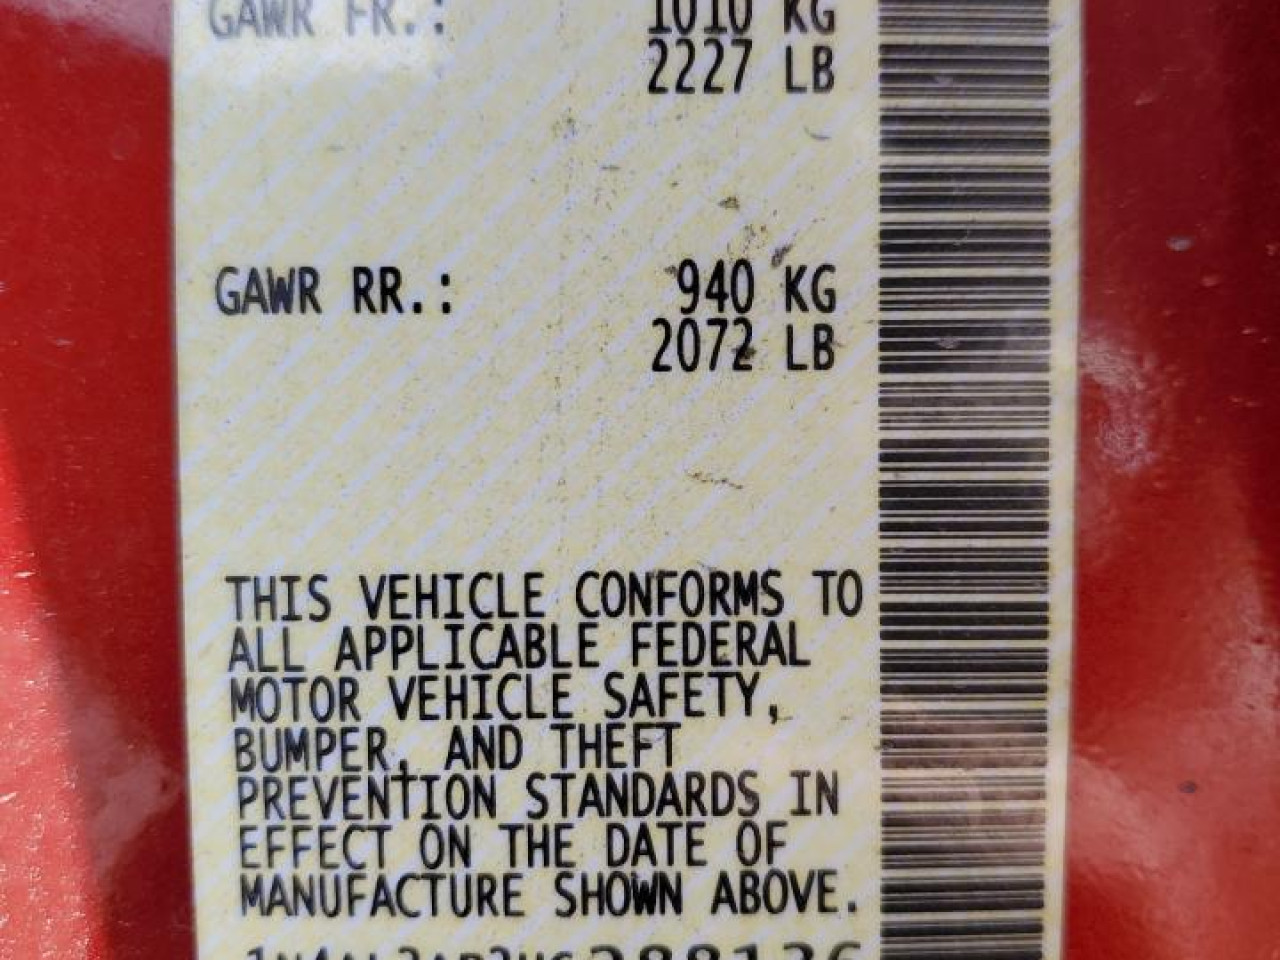 GAWR FR.: 1010 KG
2227 LB
GAWR RR.: 940 KG
2072 LB
THIS VEHICLE CONFORMS TO
ALL APPLICABLE FEDERAL
MOTOR VEHICLE SAFETY,
BUMPER, AND THEFT
PREVENTION STANDARDS IN
EFFECT ON THE DATE OF
MANUFACTURE SHOWN ABOVE.